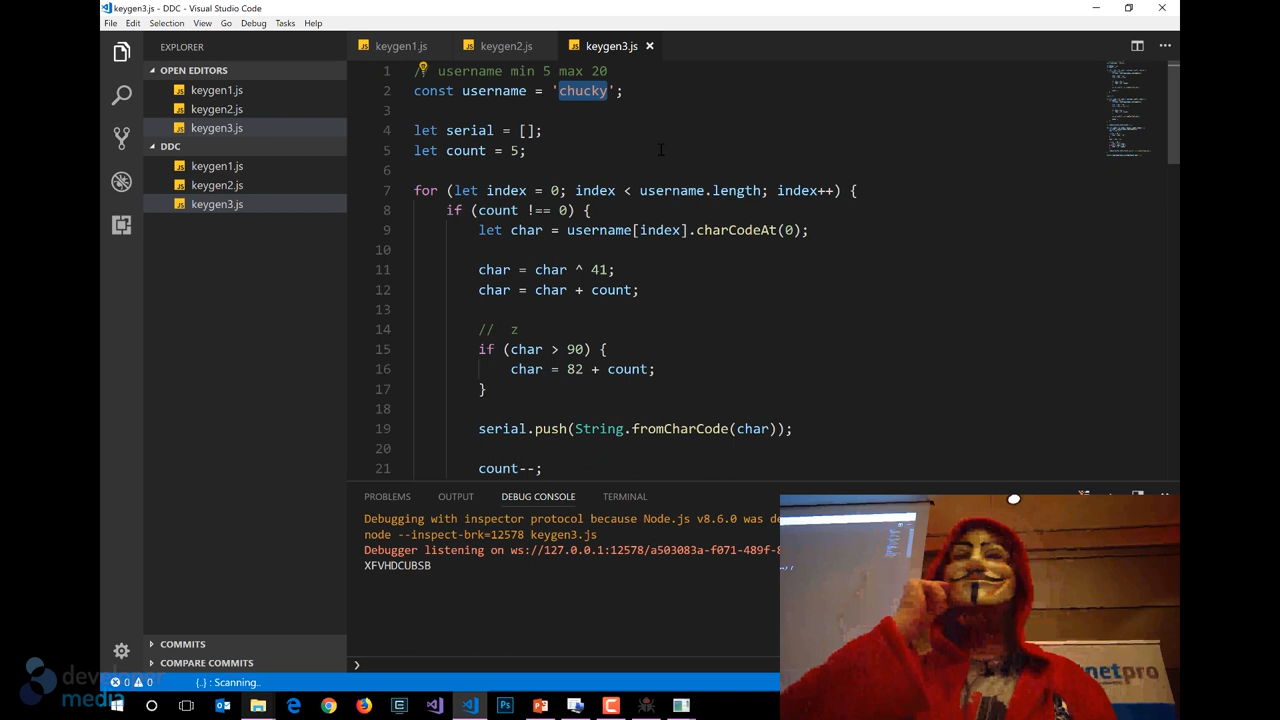 keygen3.js - DDC - Visual Studio Code
File Edit Selection View Go Debug Tasks Help
EXPLORER
keygen1.js
keygen2.js
keygen3.js
OPEN EDITORS
keygen1.js
keygen2.js
keygen3.js
DDC
keygen1.js
keygen2.js
keygen3.js
COMMITS
COMPARE COMMITS
1 / username min 5 max 20
2 const username = 'chucky';
3
4 let serial = [];
5 let count = 5;
6
7 for (let index = 0; index < username.length; index++) {
8 if (count !== 0) {
9 let char = username[index].charCodeAt(0);
10
11 char = char ^ 41;
12 char = char + count;
13
14 // z
15 if (char > 90) {
16 char = 82 + count;
17 }
18
19 serial.push(String.fromCharCode(char));
20
21 count--;
PROBLEMS OUTPUT DEBUG CONSOLE TERMINAL
Debugging with inspector protocol because Node.js v8.6.0 was de
node --inspect-brk=12578 keygen3.js
Debugger listening on ws://127.0.0.1:12578/a503083a-f071-489f-8
XFVHDCUBSB
netpro
0 0 {..} : Scanning..
developer
media